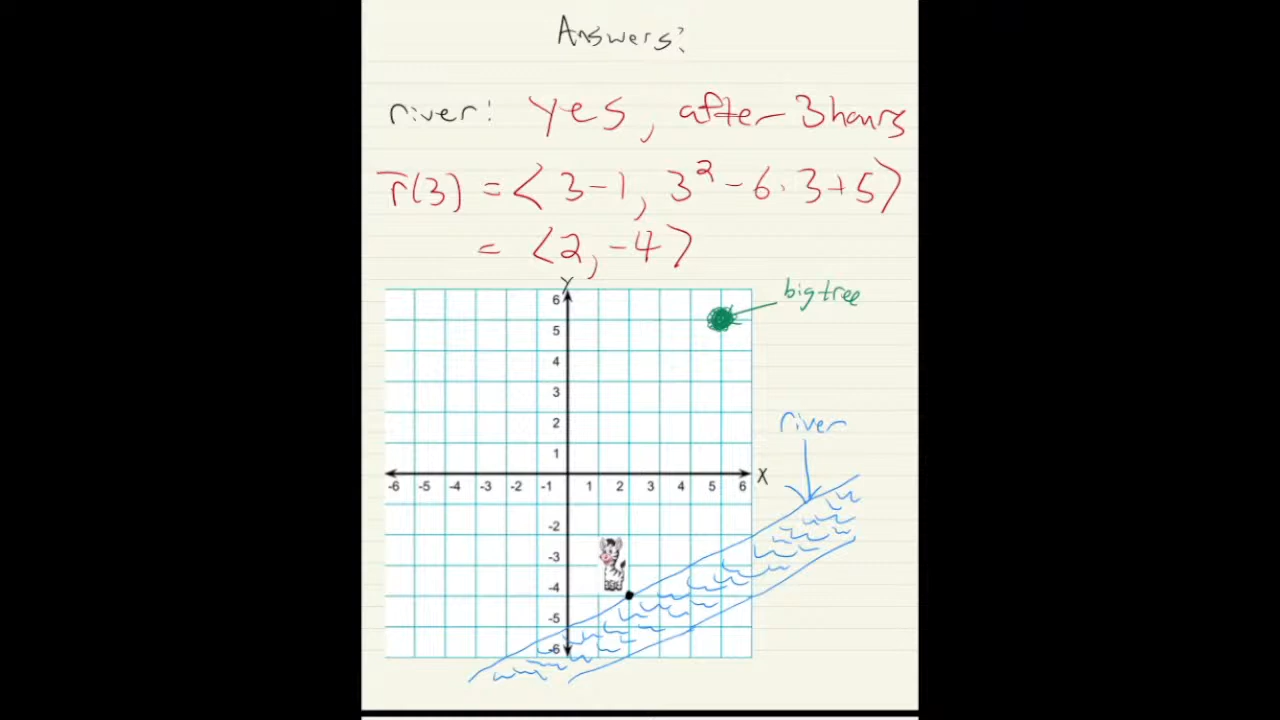 Answers:
river: yes, after 3 hours
r̄(3) = ⟨3-1, 3² - 6·3+5⟩
= ⟨2, -4⟩
Y
big tree
6
5
4
3
2
1
river
X
-6 -5 -4 -3 -2 -1 1 2 3 4 5 6
-2
-3
-4
-5
-6